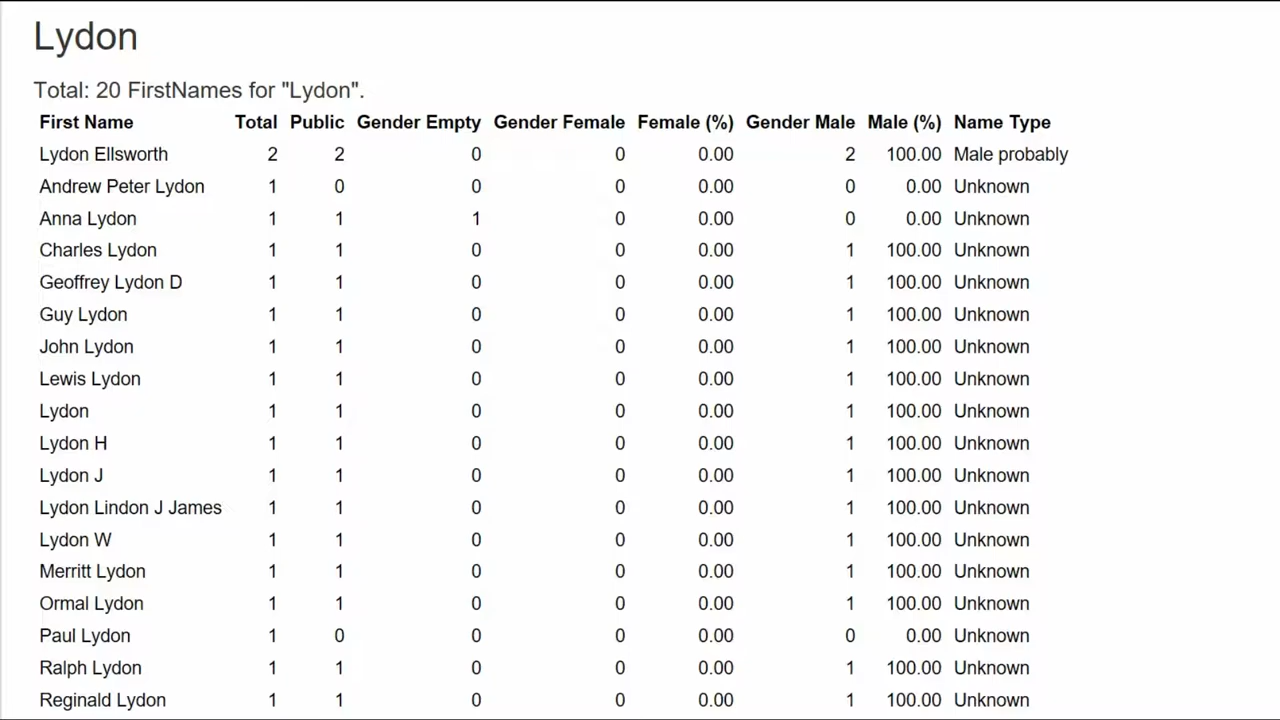 Lydon
Total: 20 FirstNames for "Lydon".
First Name Total Public Gender Empty Gender Female Female (%) Gender Male Male (%) Name Type
Lydon Ellsworth 2 2 0 0 0.00 2 100.00 Male probably
Andrew Peter Lydon 1 0 0 0 0.00 0 0.00 Unknown
Anna Lydon 1 1 1 0 0.00 0 0.00 Unknown
Charles Lydon 1 1 0 0 0.00 1 100.00 Unknown
Geoffrey Lydon D 1 1 0 0 0.00 1 100.00 Unknown
Guy Lydon 1 1 0 0 0.00 1 100.00 Unknown
John Lydon 1 1 0 0 0.00 1 100.00 Unknown
Lewis Lydon 1 1 0 0 0.00 1 100.00 Unknown
Lydon 1 1 0 0 0.00 1 100.00 Unknown
Lydon H 1 1 0 0 0.00 1 100.00 Unknown
Lydon J 1 1 0 0 0.00 1 100.00 Unknown
Lydon Lindon J James 1 1 0 0 0.00 1 100.00 Unknown
Lydon W 1 1 0 0 0.00 1 100.00 Unknown
Merritt Lydon 1 1 0 0 0.00 1 100.00 Unknown
Ormal Lydon 1 1 0 0 0.00 1 100.00 Unknown
Paul Lydon 1 0 0 0 0.00 0 0.00 Unknown
Ralph Lydon 1 1 0 0 0.00 1 100.00 Unknown
Reginald Lydon 1 1 0 0 0.00 1 100.00 Unknown